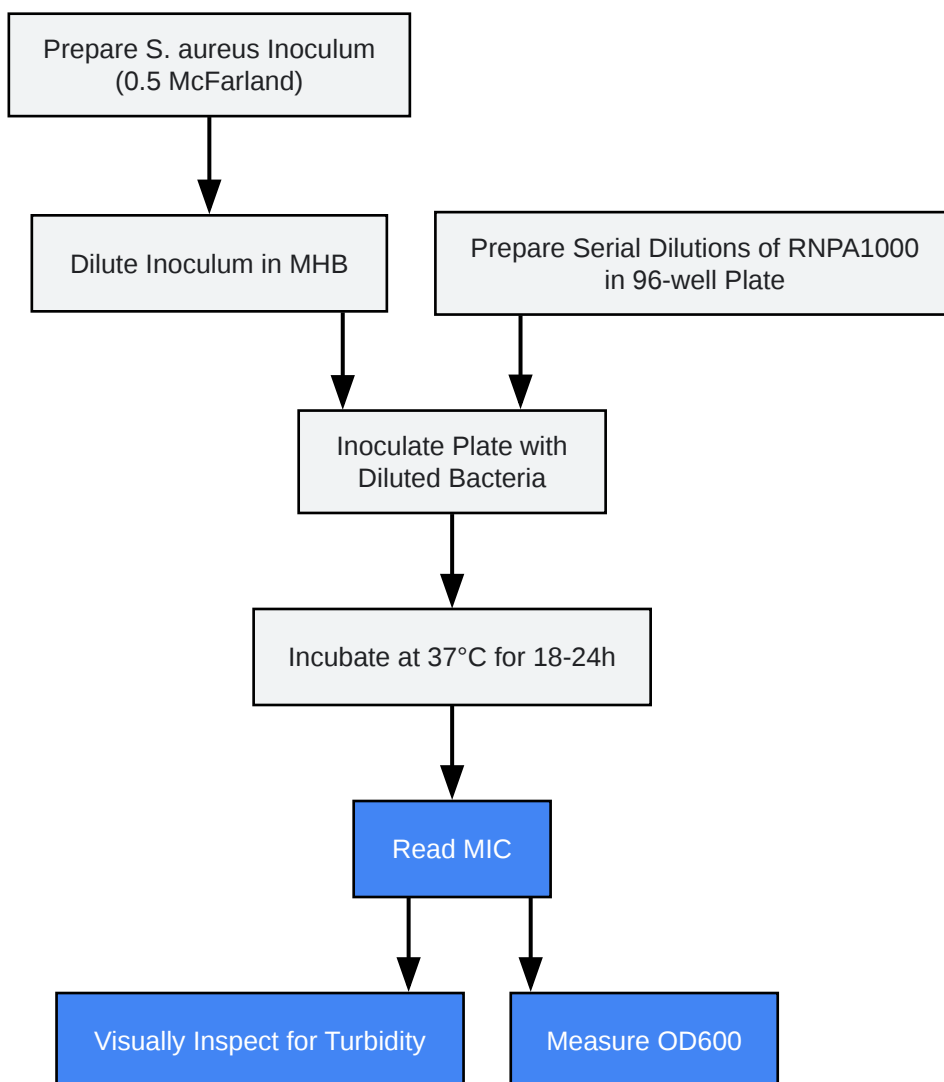 Prepare S. aureus Inoculum
(0.5 McFarland)
Dilute Inoculum in MHB
Prepare Serial Dilutions of RNPA1000
in 96-well Plate
Inoculate Plate with
Diluted Bacteria
Incubate at 37°C for 18-24h
Read MIC
Visually Inspect for Turbidity
Measure OD600